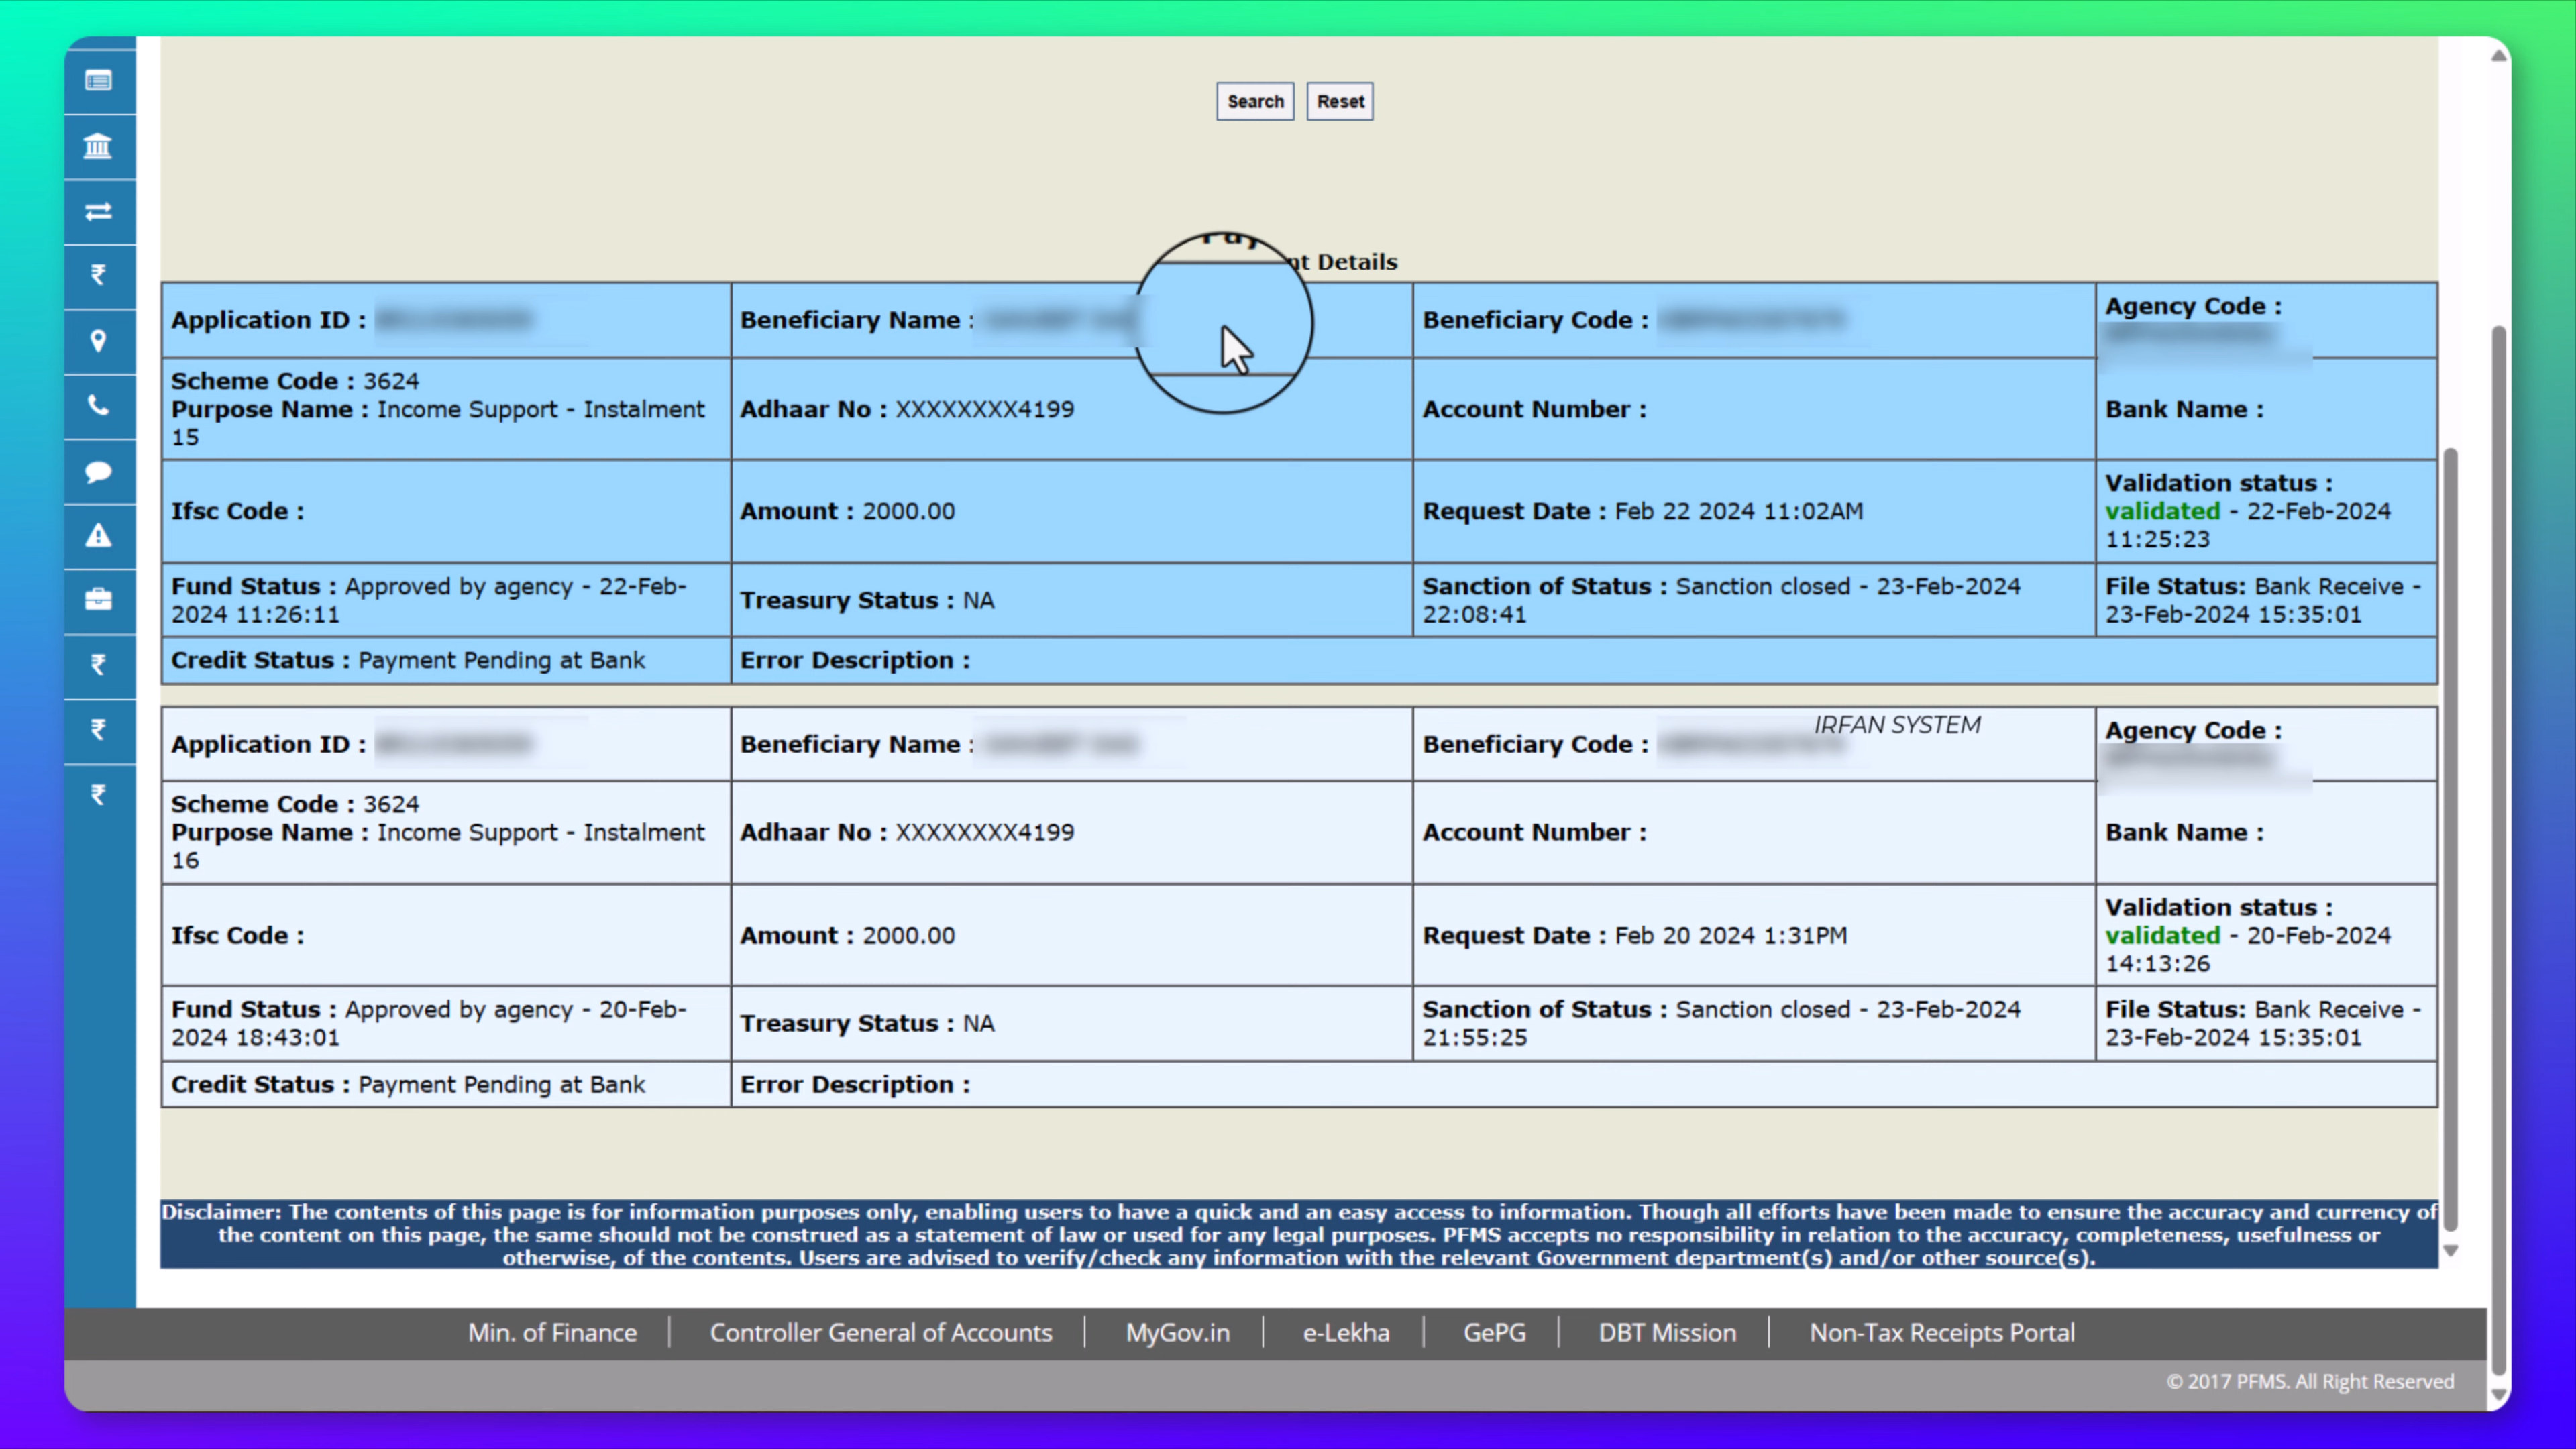 Search Reset
Pay
nt Details
Application ID :
Beneficiary Name :
Beneficiary Code :
Agency Code :
Scheme Code : 3624
Purpose Name : Income Support - Instalment
15
Adhaar No : XXXXXXXX4199
Account Number :
Bank Name :
Ifsc Code :
Amount : 2000.00
Request Date : Feb 22 2024 11:02AM
Validation status :
validated - 22-Feb-2024
11:25:23
Fund Status : Approved by agency - 22-Feb-
2024 11:26:11
Treasury Status : NA
Sanction of Status : Sanction closed - 23-Feb-2024
22:08:41
File Status: Bank Receive -
23-Feb-2024 15:35:01
Credit Status : Payment Pending at Bank
Error Description :
Application ID :
Beneficiary Name :
Beneficiary Code :
IRFAN SYSTEM
Agency Code :
Scheme Code : 3624
Purpose Name : Income Support - Instalment
16
Adhaar No : XXXXXXXX4199
Account Number :
Bank Name :
Ifsc Code :
Amount : 2000.00
Request Date : Feb 20 2024 1:31PM
Validation status :
validated - 20-Feb-2024
14:13:26
Fund Status : Approved by agency - 20-Feb-
2024 18:43:01
Treasury Status : NA
Sanction of Status : Sanction closed - 23-Feb-2024
21:55:25
File Status: Bank Receive -
23-Feb-2024 15:35:01
Credit Status : Payment Pending at Bank
Error Description :
Disclaimer: The contents of this page is for information purposes only, enabling users to have a quick and an easy access to information. Though all efforts have been made to ensure the accuracy and currency of
the content on this page, the same should not be construed as a statement of law or used for any legal purposes. PFMS accepts no responsibility in relation to the accuracy, completeness, usefulness or
otherwise, of the contents. Users are advised to verify/check any information with the relevant Government department(s) and/or other source(s).
Min. of Finance | Controller General of Accounts | MyGov.in | e-Lekha | GePG | DBT Mission | Non-Tax Receipts Portal
© 2017 PFMS. All Right Reserved